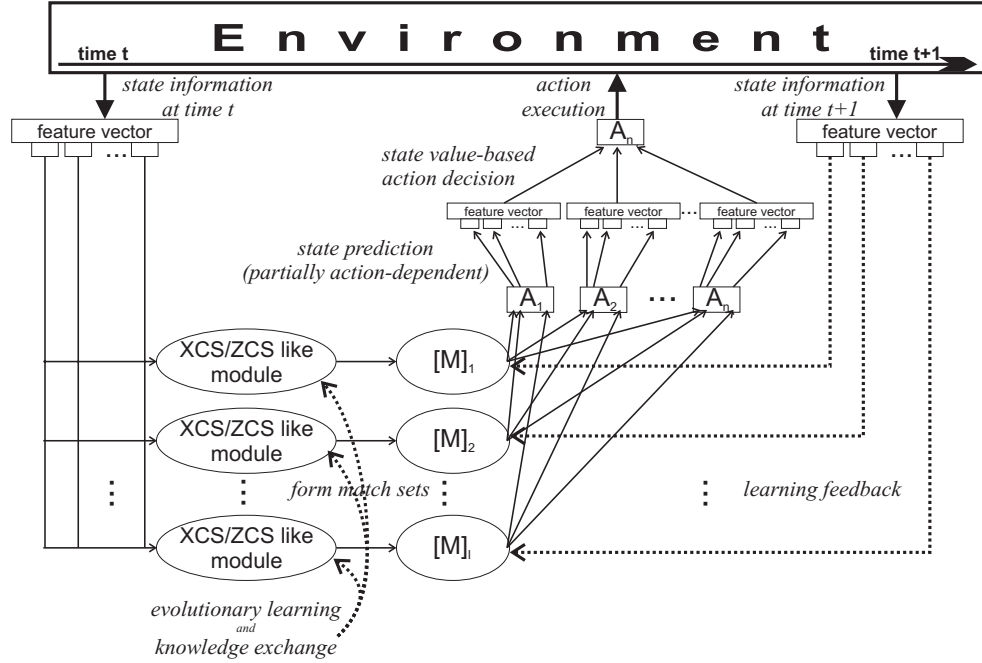 Environment
time t
time t+1
state information
at time t
action
execution
state information
at time t+1
feature vector
...
A_n
feature vector
...
state value-based
action decision
feature vector
...
feature vector
...
...
feature vector
...
state prediction
(partially action-dependent)
A_1
A_2
...
A_n
XCS/ZCS like
module
[M]_1
XCS/ZCS like
module
[M]_2
form match sets
learning feedback
XCS/ZCS like
module
[M]_l
evolutionary learning
and
knowledge exchange